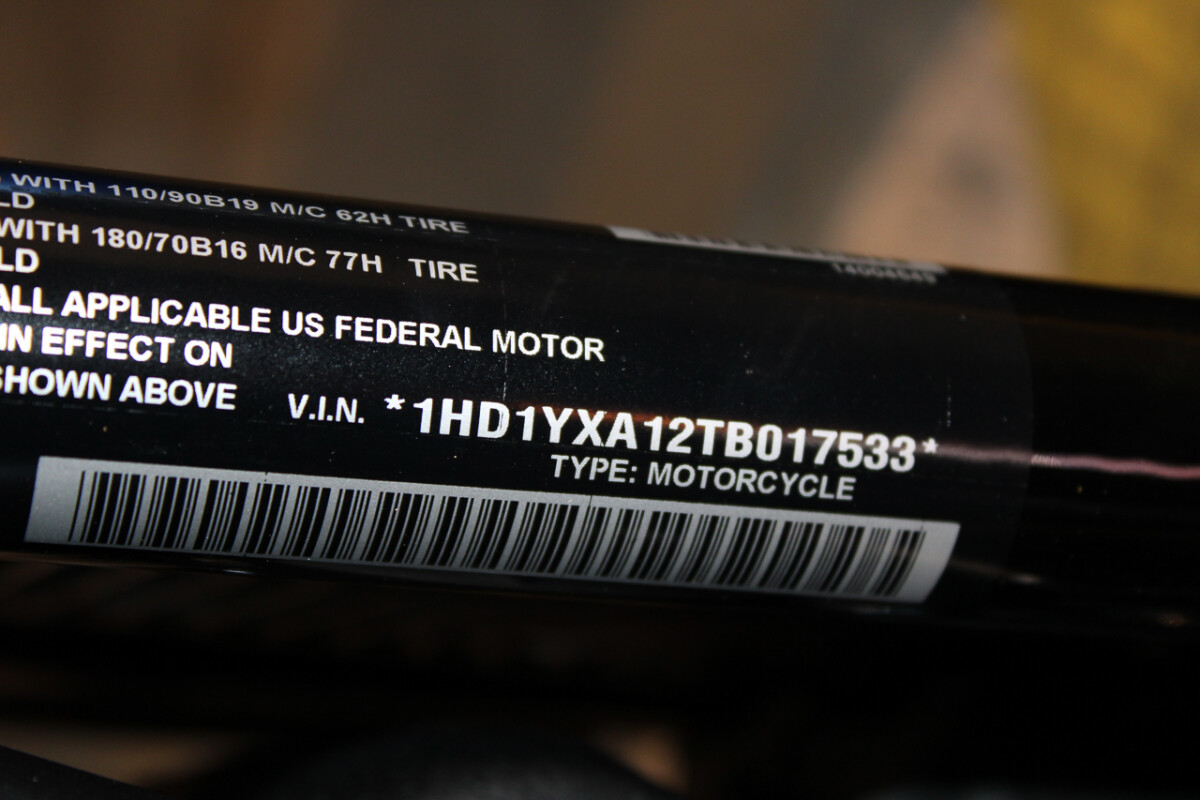 WITH 110/90B19 M/C 62H TIRE
LD
WITH 180/70B16 M/C 77H TIRE
LD
ALL APPLICABLE US FEDERAL MOTOR
IN EFFECT ON
SHOWN ABOVE
V.I.N. *1HD1YXA12TB017533*
TYPE: MOTORCYCLE